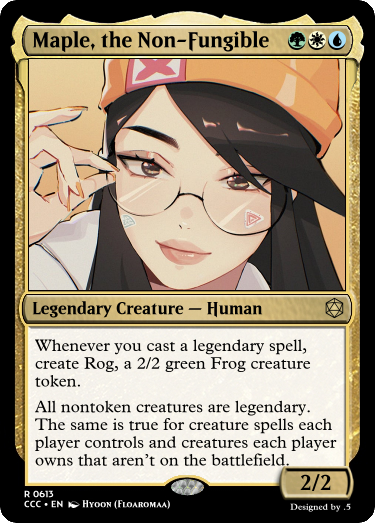 Maple, the Non-Fungible
Legendary Creature — Human
Whenever you cast a legendary spell,
create Rog, a 2/2 green Frog creature
token.
All nontoken creatures are legendary.
The same is true for creature spells each
player controls and creatures each player
owns that aren't on the battlefield.
2/2
R 0613
CCC • EN Hyoon (Floaromaa)
Designed by .5